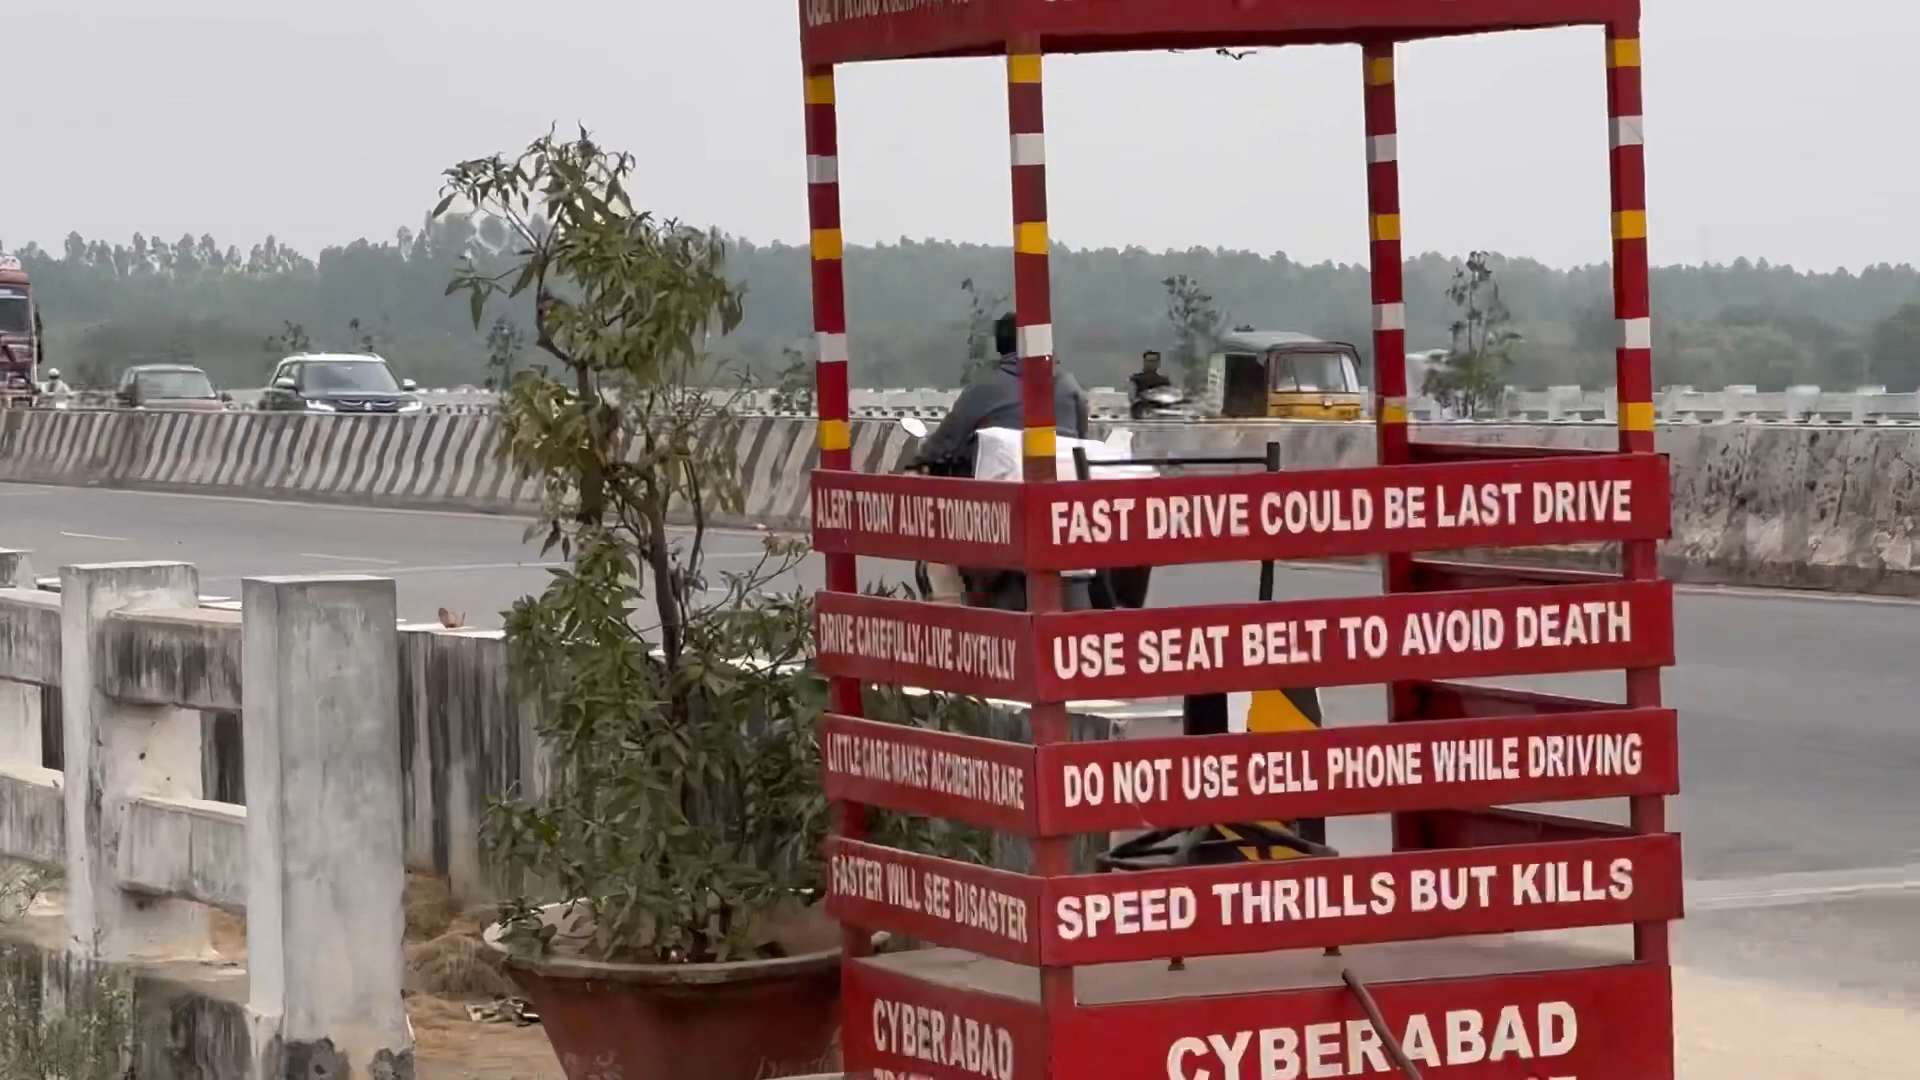 ALERT TODAY ALIVE TOMORROW
FAST DRIVE COULD BE LAST DRIVE
DRIVE CAREFULLY LIVE JOYFULLY
USE SEAT BELT TO AVOID DEATH
LITTLE CARE MAKES ACCIDENTS RARE
DO NOT USE CELL PHONE WHILE DRIVING
FASTER WILL SEE DISASTER
SPEED THRILLS BUT KILLS
CYBERABAD
CYBERABAD